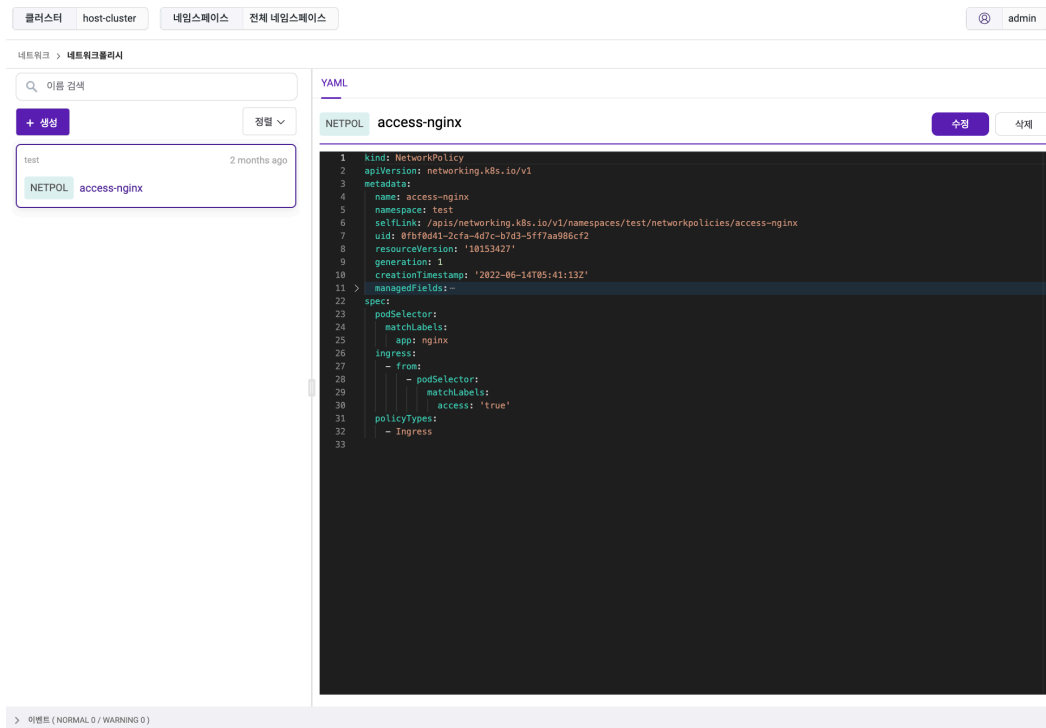 클러스터 host-cluster 네임스페이스 전체 네임스페이스 admin
네트워크 > 네트워크폴리시
이름 검색
+ 생성 정렬
test 2 months ago
NETPOL access-nginx
YAML
NETPOL access-nginx 수정 삭제
1 kind: NetworkPolicy
2 apiVersion: networking.k8s.io/v1
3 metadata:
4 name: access-nginx
5 namespace: test
6 selfLink: /apis/networking.k8s.io/v1/namespaces/test/networkpolicies/access-nginx
7 uid: 0fbf0d41-2cfa-4d7c-b7d3-5ff7aa986cf2
8 resourceVersion: '10153427'
9 generation: 1
10 creationTimestamp: '2022-06-14T05:41:13Z'
11 > managedFields:…
22 spec:
23 podSelector:
24 matchLabels:
25 app: nginx
26 ingress:
27 - from:
28 - podSelector:
29 matchLabels:
30 access: 'true'
31 policyTypes:
32 - Ingress
33
> 이벤트 ( NORMAL 0 / WARNING 0 )